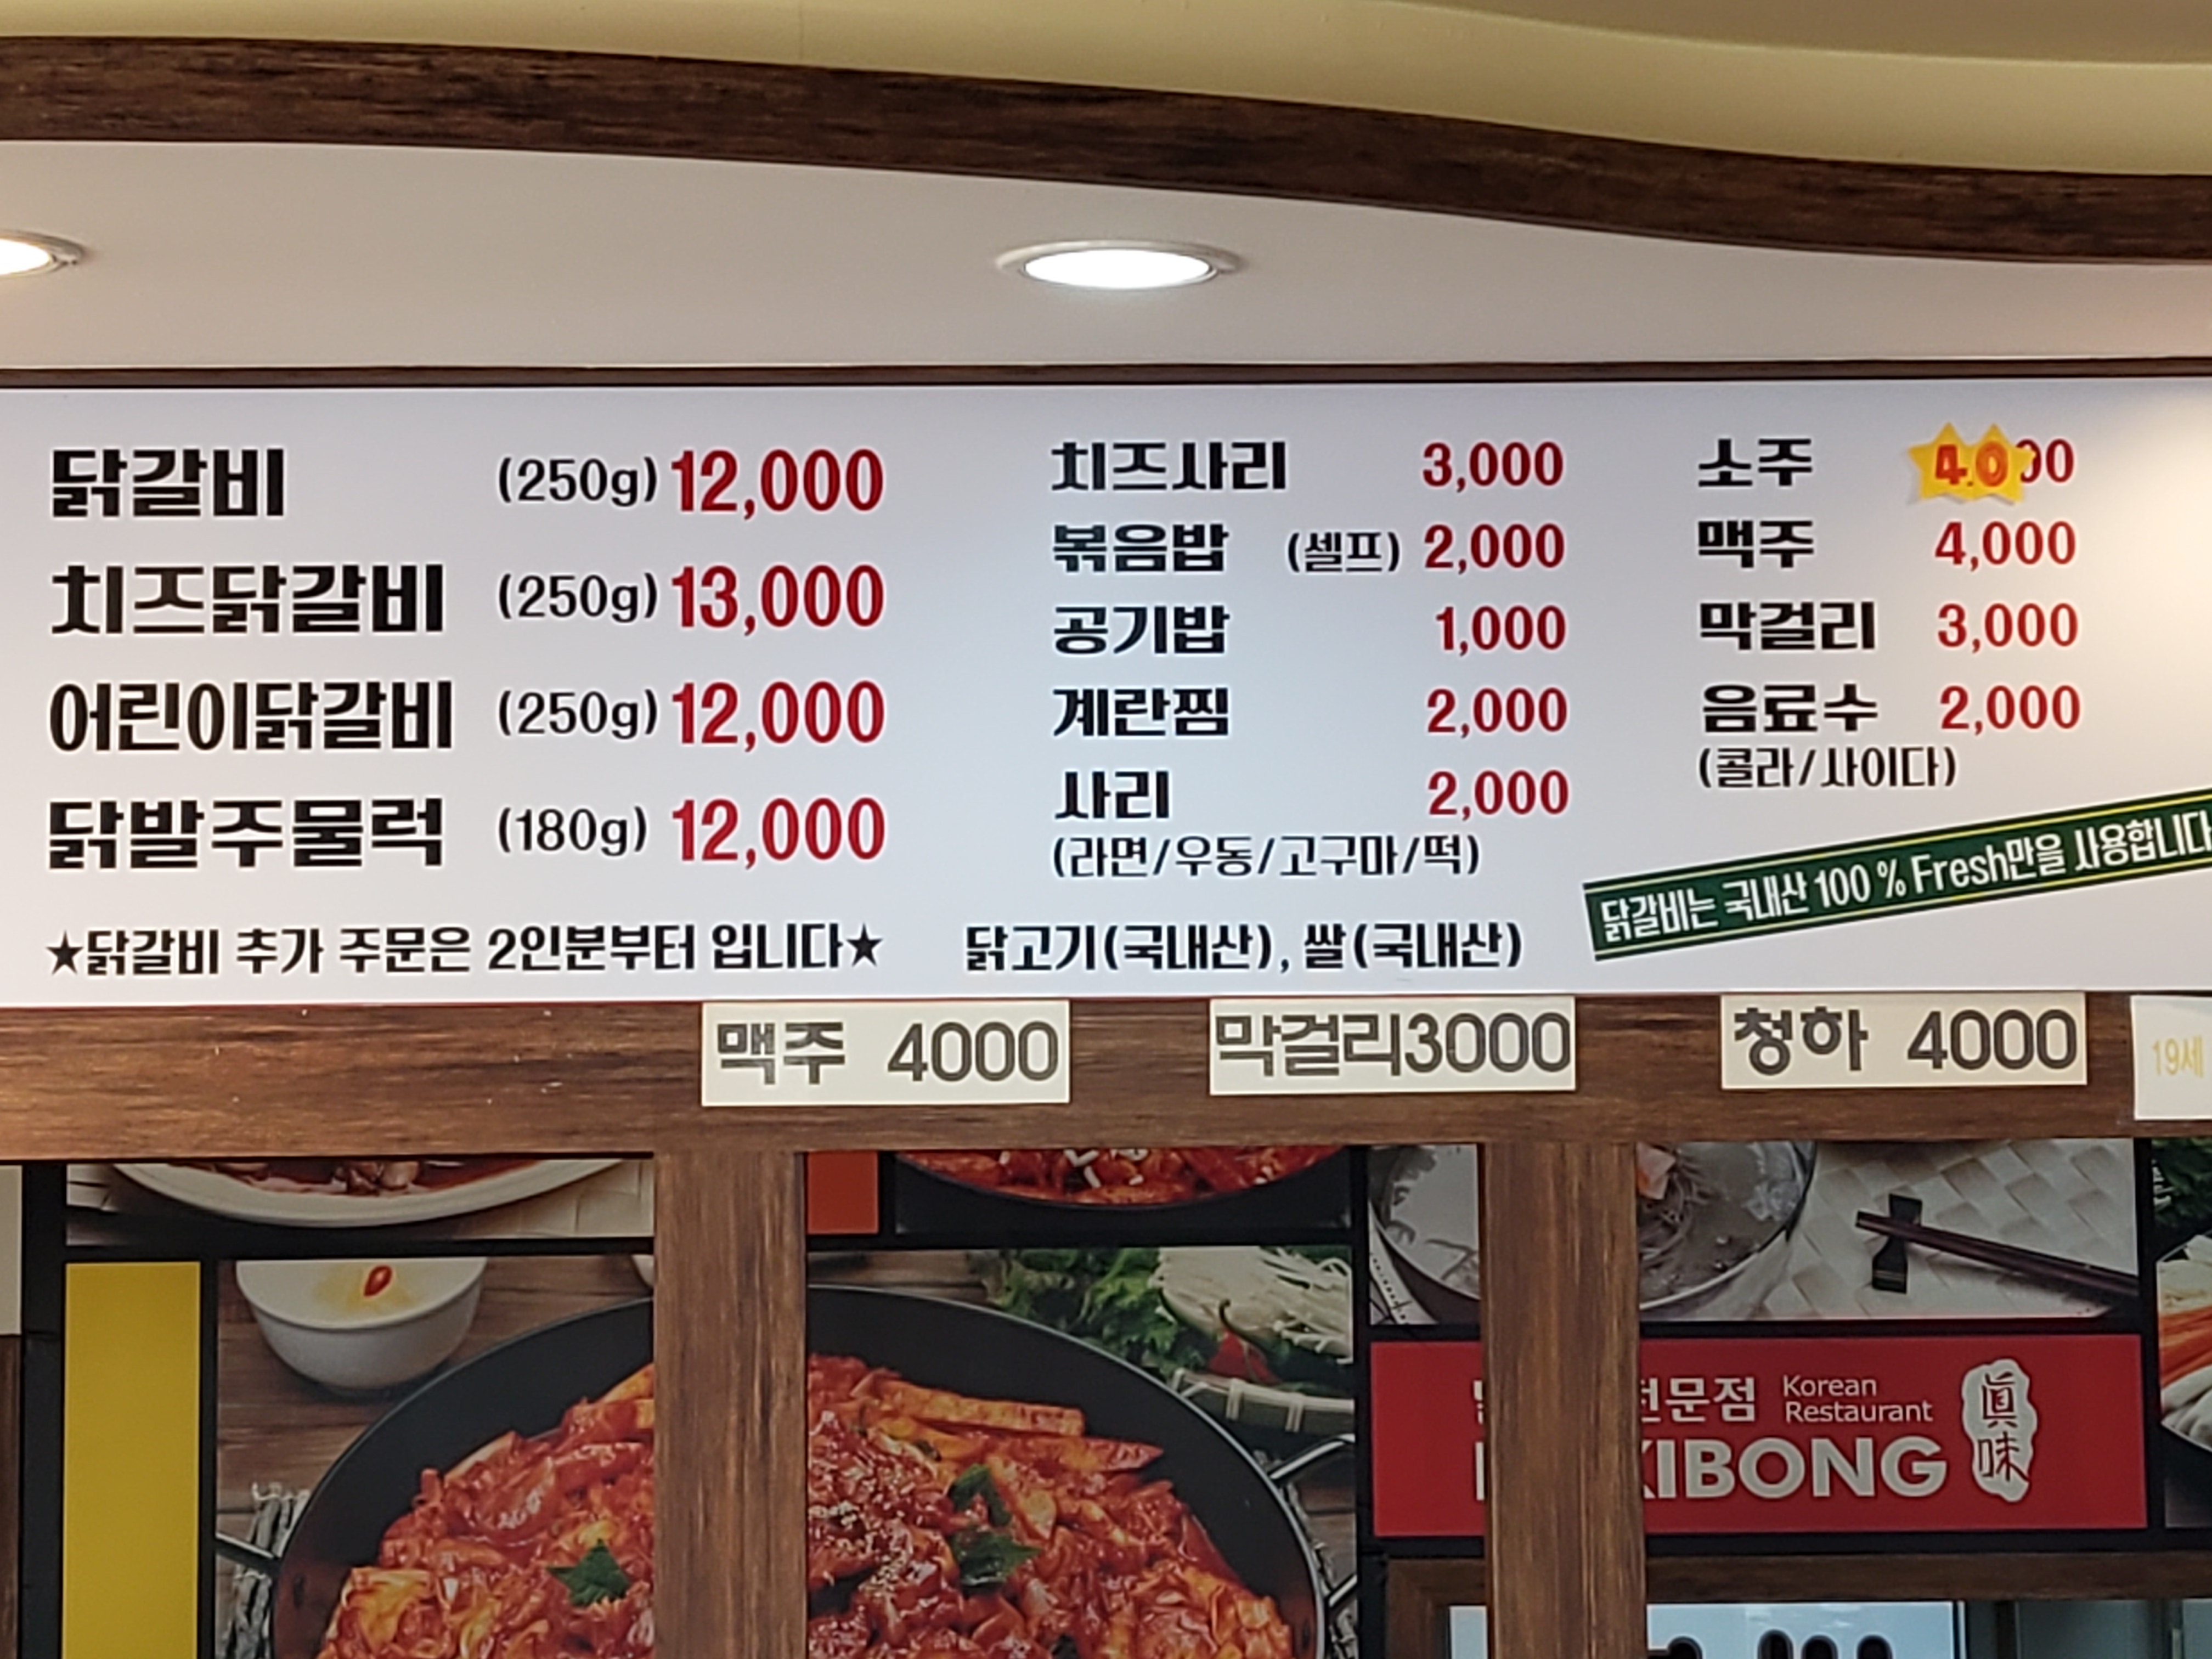 닭갈비 (250g) 12,000
치즈닭갈비 (250g) 13,000
어린이닭갈비 (250g) 12,000
닭발주물럭 (180g) 12,000
★닭갈비 추가 주문은 2인분부터 입니다★
치즈사리 3,000
볶음밥 (셀프) 2,000
공기밥 1,000
계란찜 2,000
사리 2,000
(라면/우동/고구마/떡)
닭고기(국내산), 쌀(국내산)
소주 4.000
맥주 4,000
막걸리 3,000
음료수 2,000
(콜라/사이다)
닭갈비는 국내산 100 % Fresh만을 사용합니다
맥주 4000
막걸리3000
청하 4000
19세
문점
Korean
Restaurant
KIBONG
眞味